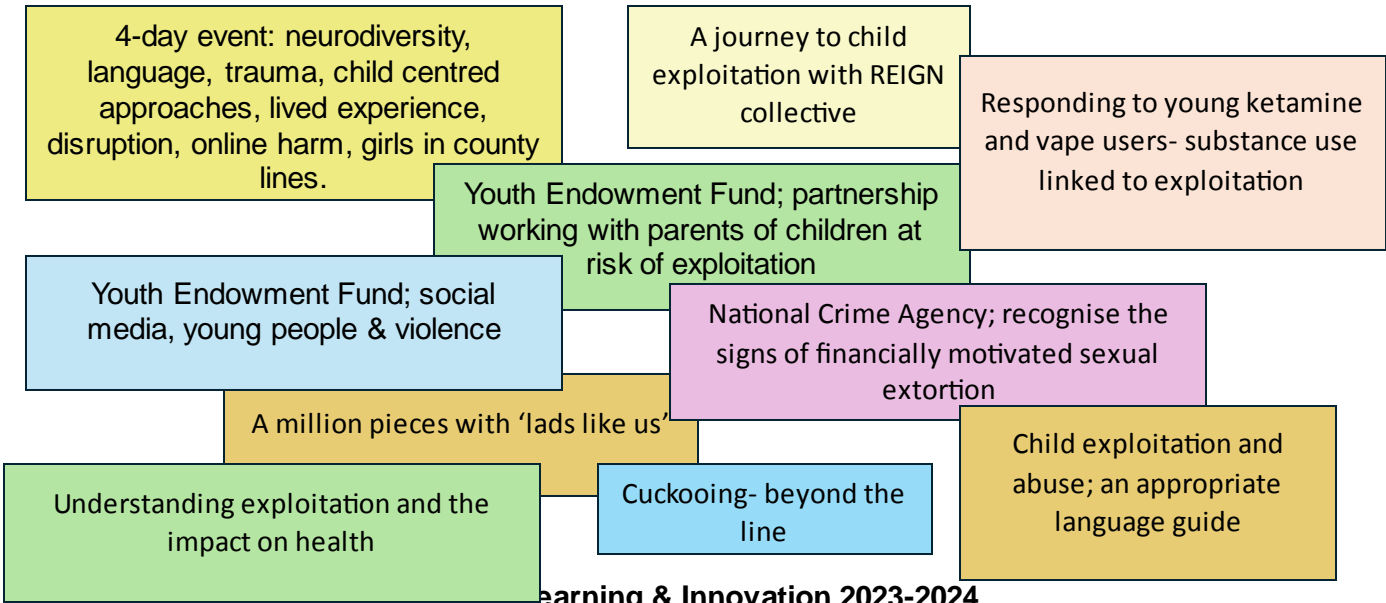 4-day event: neurodiversity,
language, trauma, child centred
approaches, lived experience,
disruption, online harm, girls in county
lines.
A journey to child
exploitation with REIGN
collective
Responding to young ketamine
and vape users- substance use
linked to exploitation
Youth Endowment Fund; partnership
working with parents of children at
risk of exploitation
Youth Endowment Fund; social
media, young people & violence
National Crime Agency; recognise the
signs of financially motivated sexual
extortion
A million pieces with ‘lads like us’
Child exploitation and
abuse; an appropriate
language guide
Understanding exploitation and the
impact on health
Cuckooing- beyond the
line
earning & Innovation 2023-2024